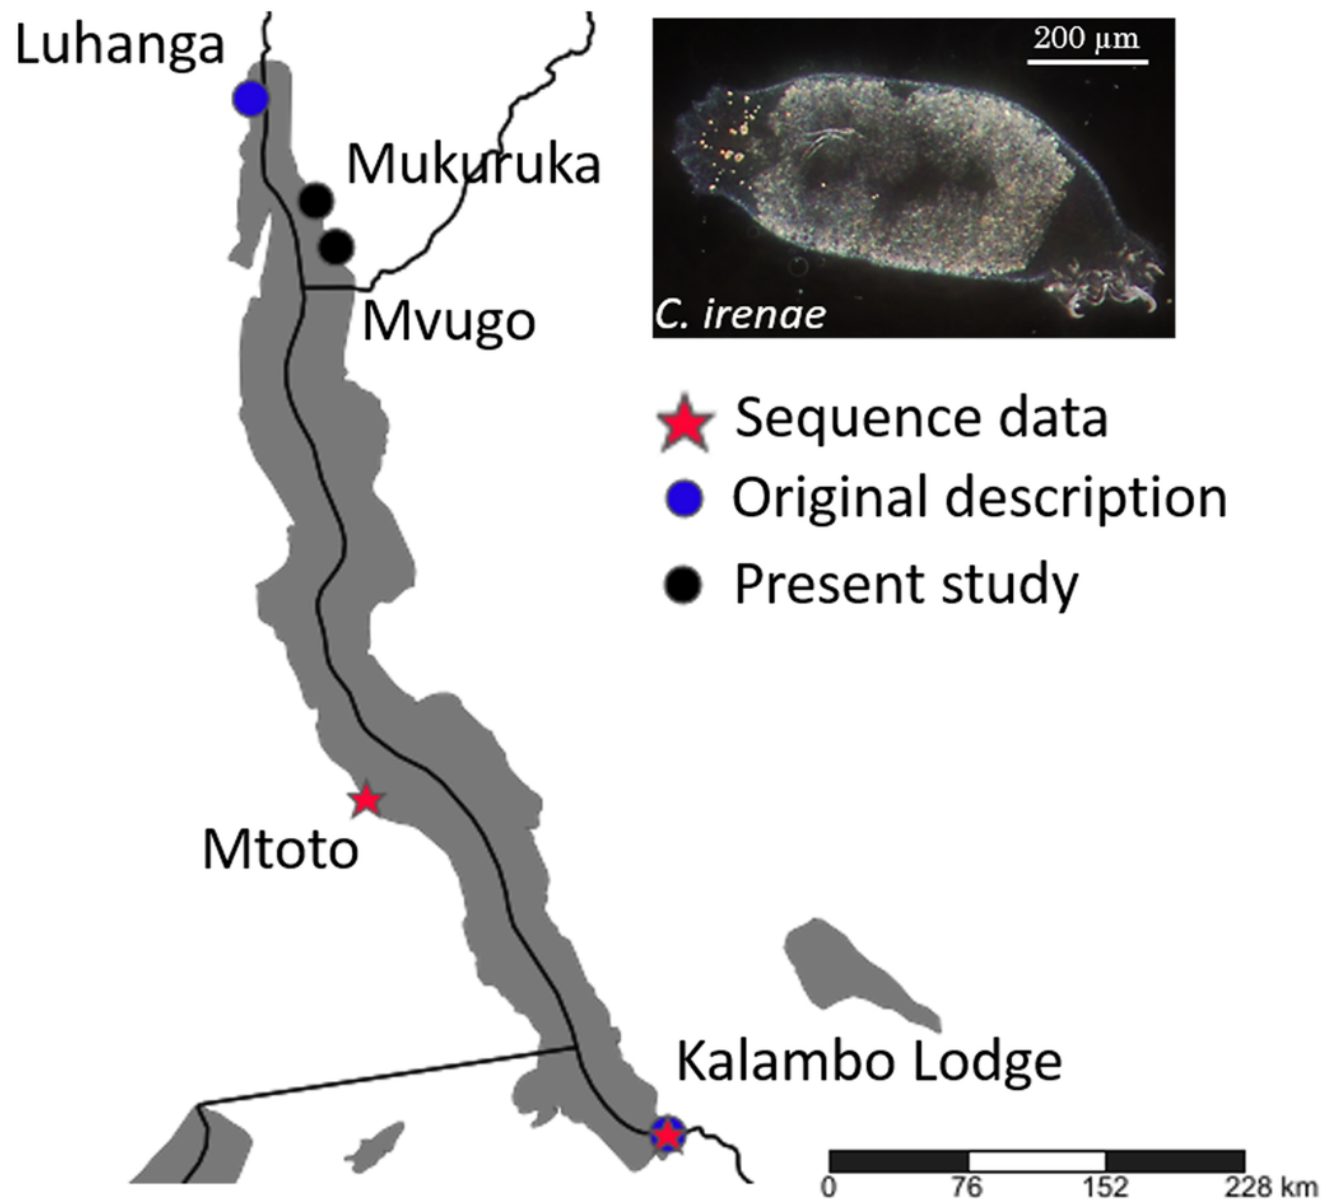 Luhanga
200 µm
Mukuruka
C. irenae
Mvugo
Sequence data
Original description
Present study
Mtoto
Kalambo Lodge
0 76 152 228 km